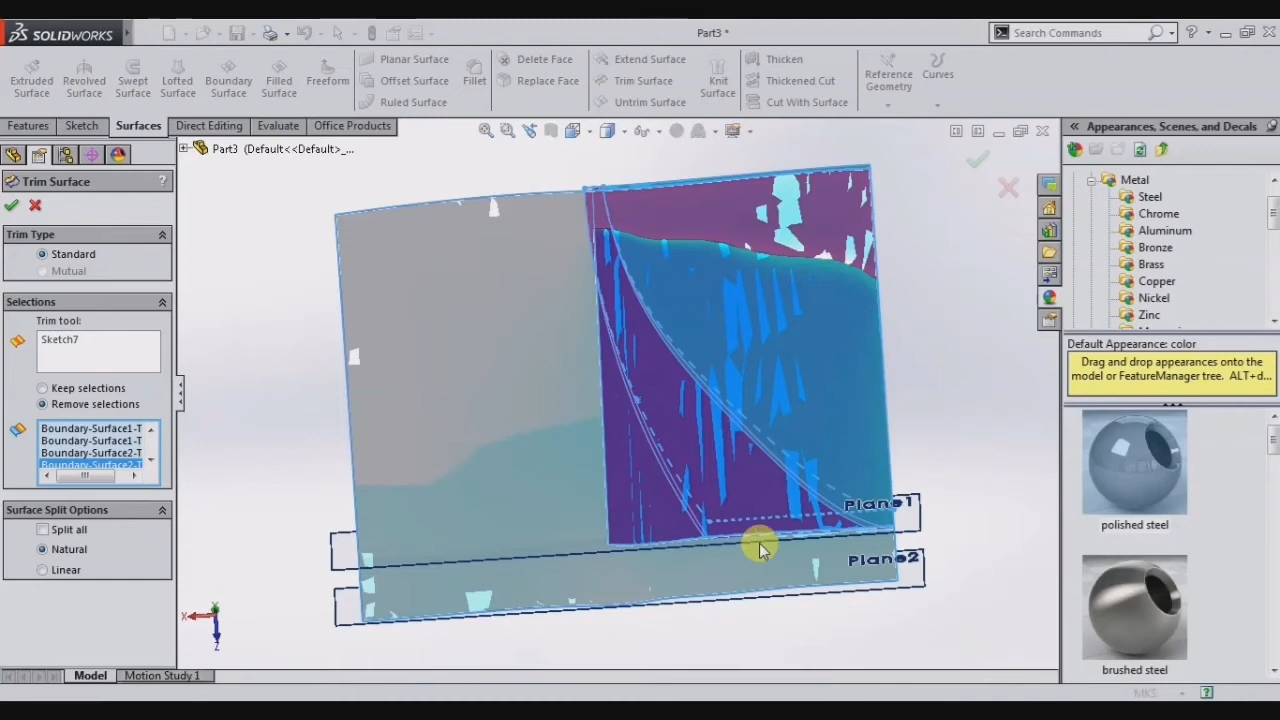 SOLIDWORKS
Part3 *
Search Commands
Extruded Surface
Revolved Surface
Swept Surface
Lofted Surface
Boundary Surface
Filled Surface
Freeform
Planar Surface
Offset Surface
Ruled Surface
Fillet
Delete Face
Replace Face
Extend Surface
Trim Surface
Untrim Surface
Knit Surface
Thicken
Thickened Cut
Cut With Surface
Reference Geometry
Curves
Features
Sketch
Surfaces
Direct Editing
Evaluate
Office Products
Part3 (Default<<Default>_...
Appearances, Scenes, and Decals
Trim Surface
?
Trim Type
Standard
Mutual
Selections
Trim tool:
Sketch7
Keep selections
Remove selections
Boundary-Surface1-T
Boundary-Surface1-T
Boundary-Surface2-T
Boundary-Surface2-T
Surface Split Options
Split all
Natural
Linear
Plane1
Plane2
X
Y
Z
Metal
Steel
Chrome
Aluminum
Bronze
Brass
Copper
Nickel
Zinc
Default Appearance: color
Drag and drop appearances onto the
model or FeatureManager tree. ALT+d...
polished steel
brushed steel
Model
Motion Study 1
MKS
?